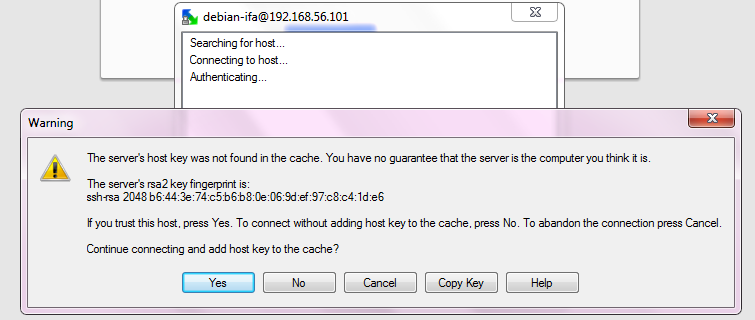 debian-ifa@192.168.56.101
Searching for host...
Connecting to host...
Authenticating...
Warning
The server's host key was not found in the cache. You have no guarantee that the server is the computer you think it is.
The server's rsa2 key fingerprint is:
ssh-rsa 2048 b6:44:3e:74:c5:b6:b8:0e:06:9d:ef:97:c8:c4:1d:e6
If you trust this host, press Yes. To connect without adding host key to the cache, press No. To abandon the connection press Cancel.
Continue connecting and add host key to the cache?
Yes No Cancel Copy Key Help